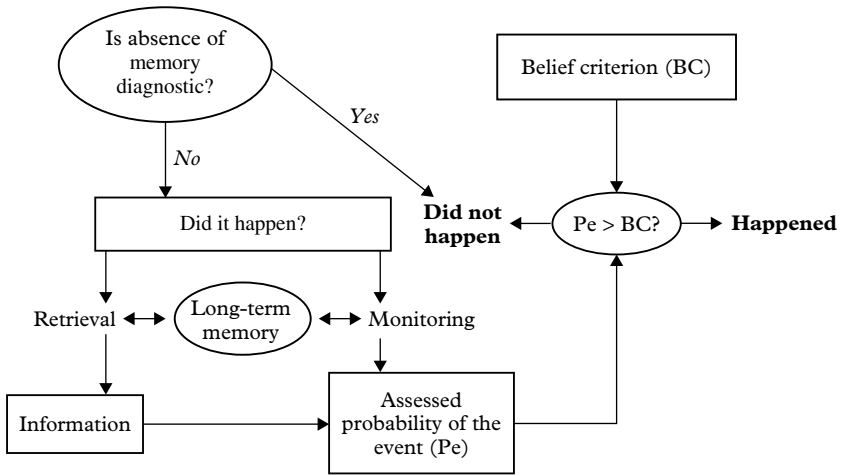 Is absence of
memory
diagnostic?
Belief criterion (BC)
Yes
No
Did it happen?
Did not
happen
Pe > BC?
Happened
Retrieval
Long-term
memory
Monitoring
Information
Assessed
probability of the
event (Pe)